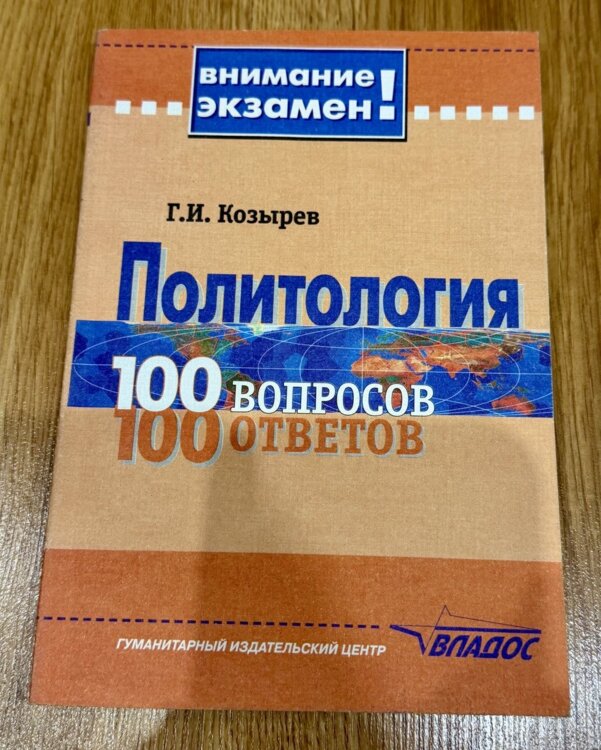 внимание
экзамен!
Г.И. Козырев
Политология
100 ВОПРОСОВ
100 ОТВЕТОВ
ГУМАНИТАРНЫЙ ИЗДАТЕЛЬСКИЙ ЦЕНТР
ВЛАДОС